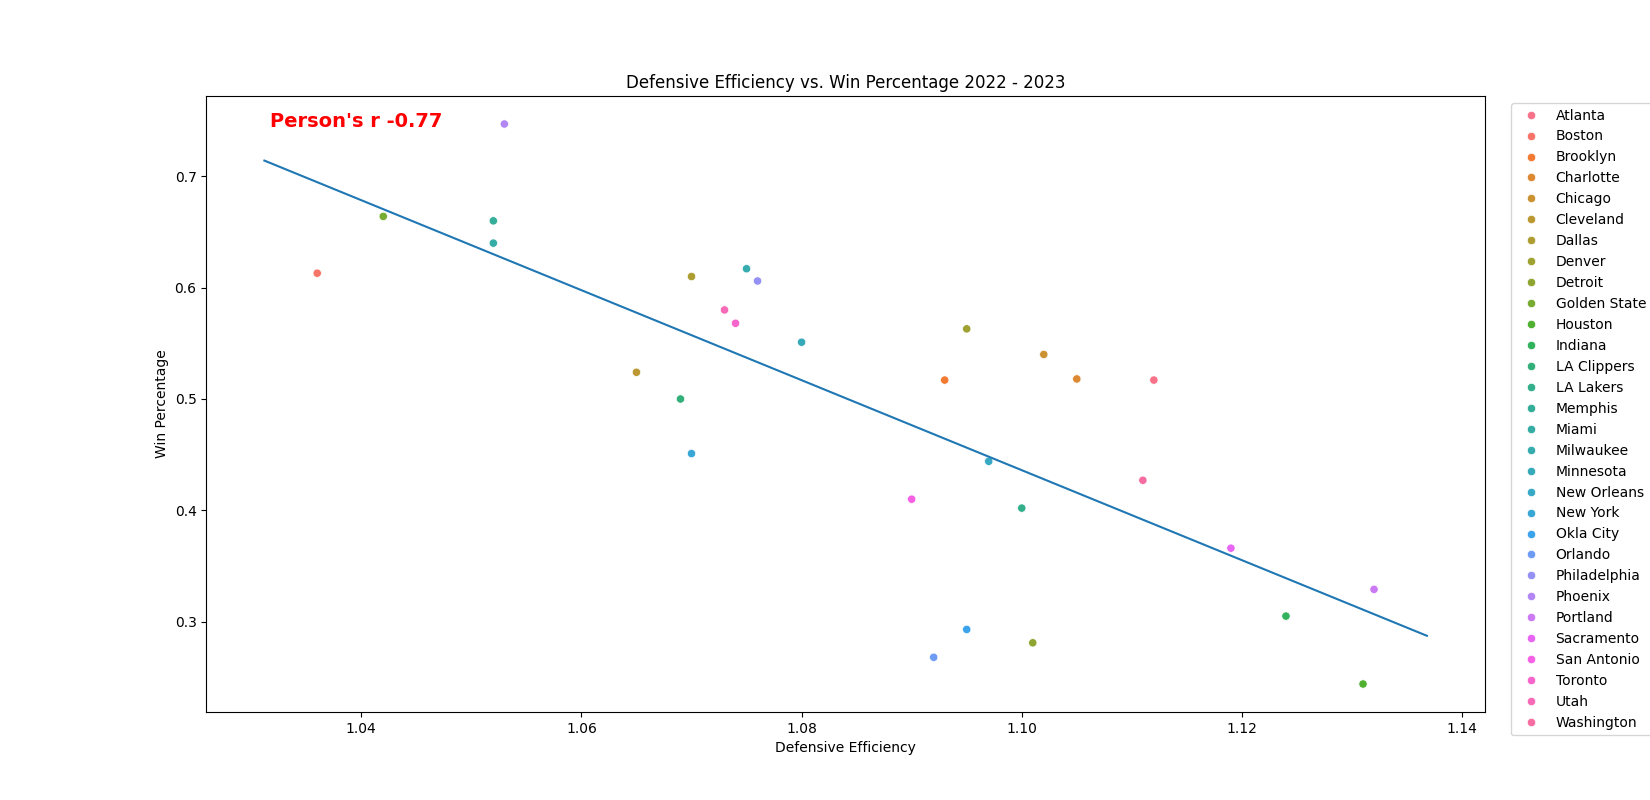 Defensive Efficiency vs. Win Percentage 2022 - 2023
Person's r -0.77
Win Percentage
0.7
0.6
0.5
0.4
0.3
1.04 1.06 1.08 1.10 1.12 1.14
Defensive Efficiency
Atlanta
Boston
Brooklyn
Charlotte
Chicago
Cleveland
Dallas
Denver
Detroit
Golden State
Houston
Indiana
LA Clippers
LA Lakers
Memphis
Miami
Milwaukee
Minnesota
New Orleans
New York
Okla City
Orlando
Philadelphia
Phoenix
Portland
Sacramento
San Antonio
Toronto
Utah
Washington